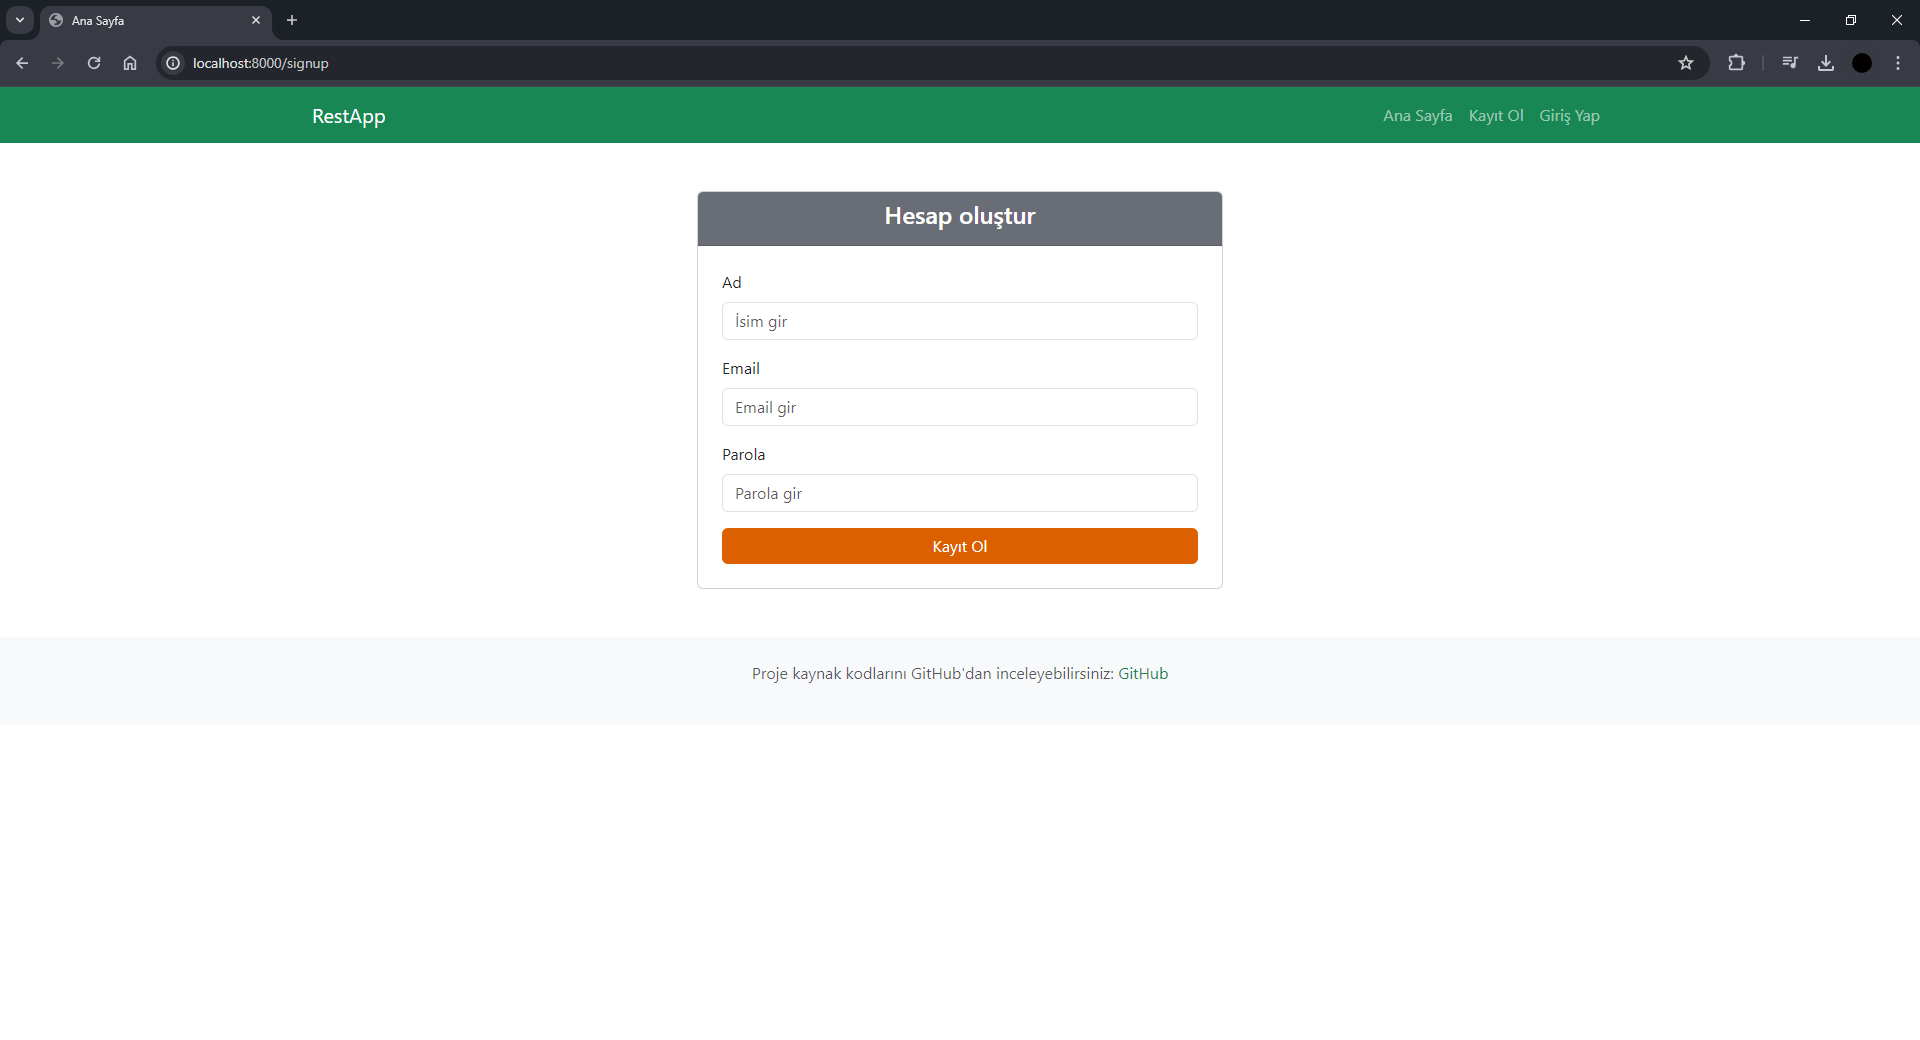 Ana Sayfa
localhost:8000/signup
RestApp
Ana Sayfa Kayıt Ol Giriş Yap
Hesap oluştur
Ad
İsim gir
Email
Email gir
Parola
Parola gir
Kayıt Ol
Proje kaynak kodlarını GitHub'dan inceleyebilirsiniz: GitHub